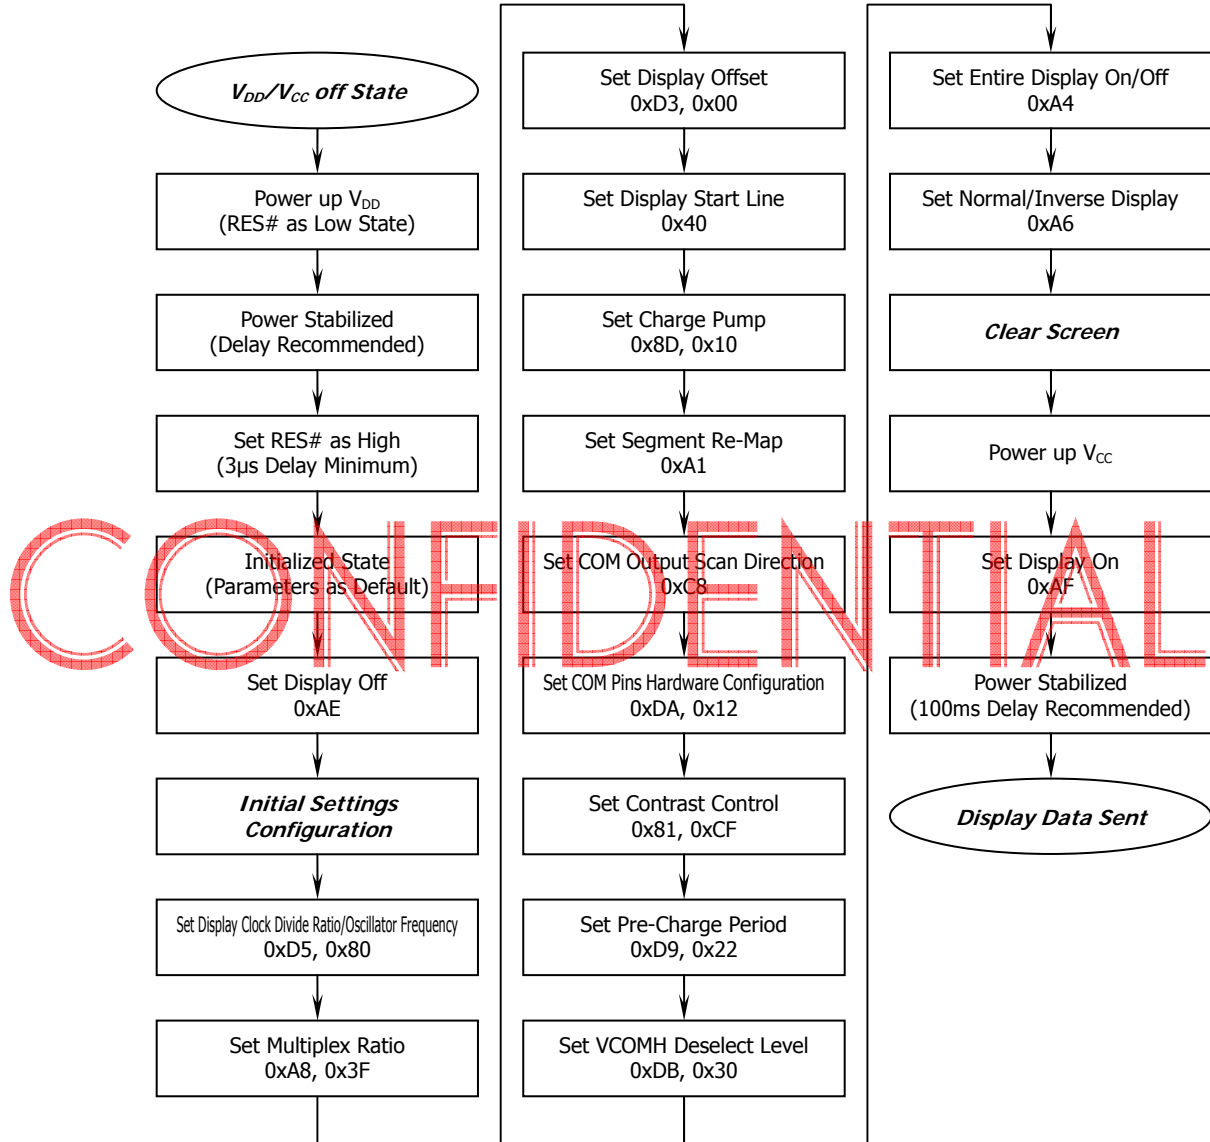 V_DD/V_CC off State
Power up V_DD
(RES# as Low State)
Power Stabilized
(Delay Recommended)
Set RES# as High
(3μs Delay Minimum)
Initialized State
(Parameters as Default)
Set Display Off
0xAE
Initial Settings
Configuration
Set Display Clock Divide Ratio/Oscillator Frequency
0xD5, 0x80
Set Multiplex Ratio
0xA8, 0x3F
Set Display Offset
0xD3, 0x00
Set Display Start Line
0x40
Set Charge Pump
0x8D, 0x10
Set Segment Re-Map
0xA1
Set COM Output Scan Direction
0xC8
Set COM Pins Hardware Configuration
0xDA, 0x12
Set Contrast Control
0x81, 0xCF
Set Pre-Charge Period
0xD9, 0x22
Set VCOMH Deselect Level
0xDB, 0x30
Set Entire Display On/Off
0xA4
Set Normal/Inverse Display
0xA6
Clear Screen
Power up V_CC
Set Display On
0xAF
Power Stabilized
(100ms Delay Recommended)
Display Data Sent
CONFIDENTIAL